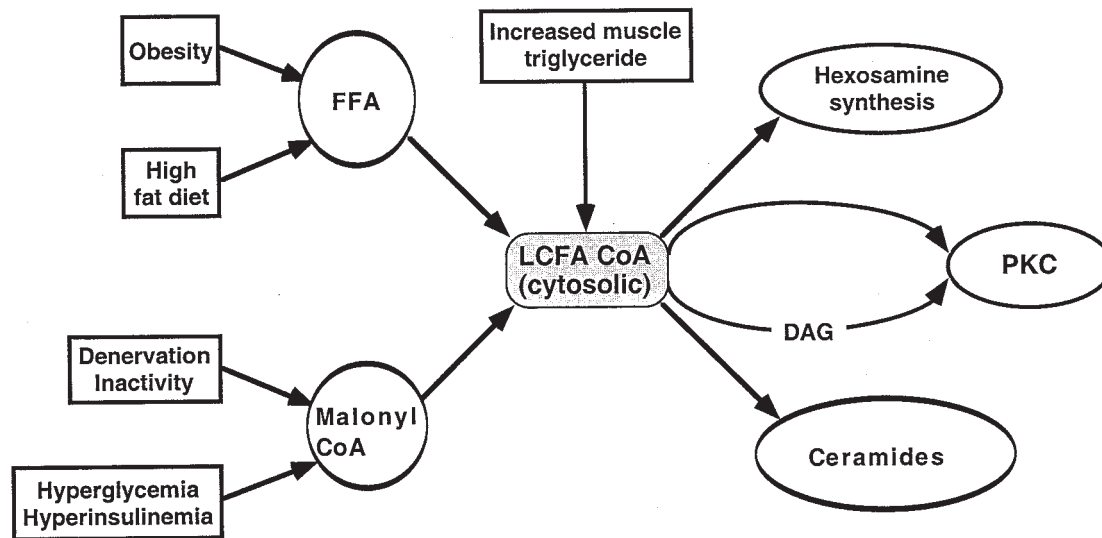 Obesity
FFA
High
fat diet
Increased muscle
triglyceride
Hexosamine
synthesis
LCFA CoA
(cytosolic)
PKC
DAG
Denervation
Inactivity
Malonyl
CoA
Hyperglycemia
Hyperinsulinemia
Ceramides